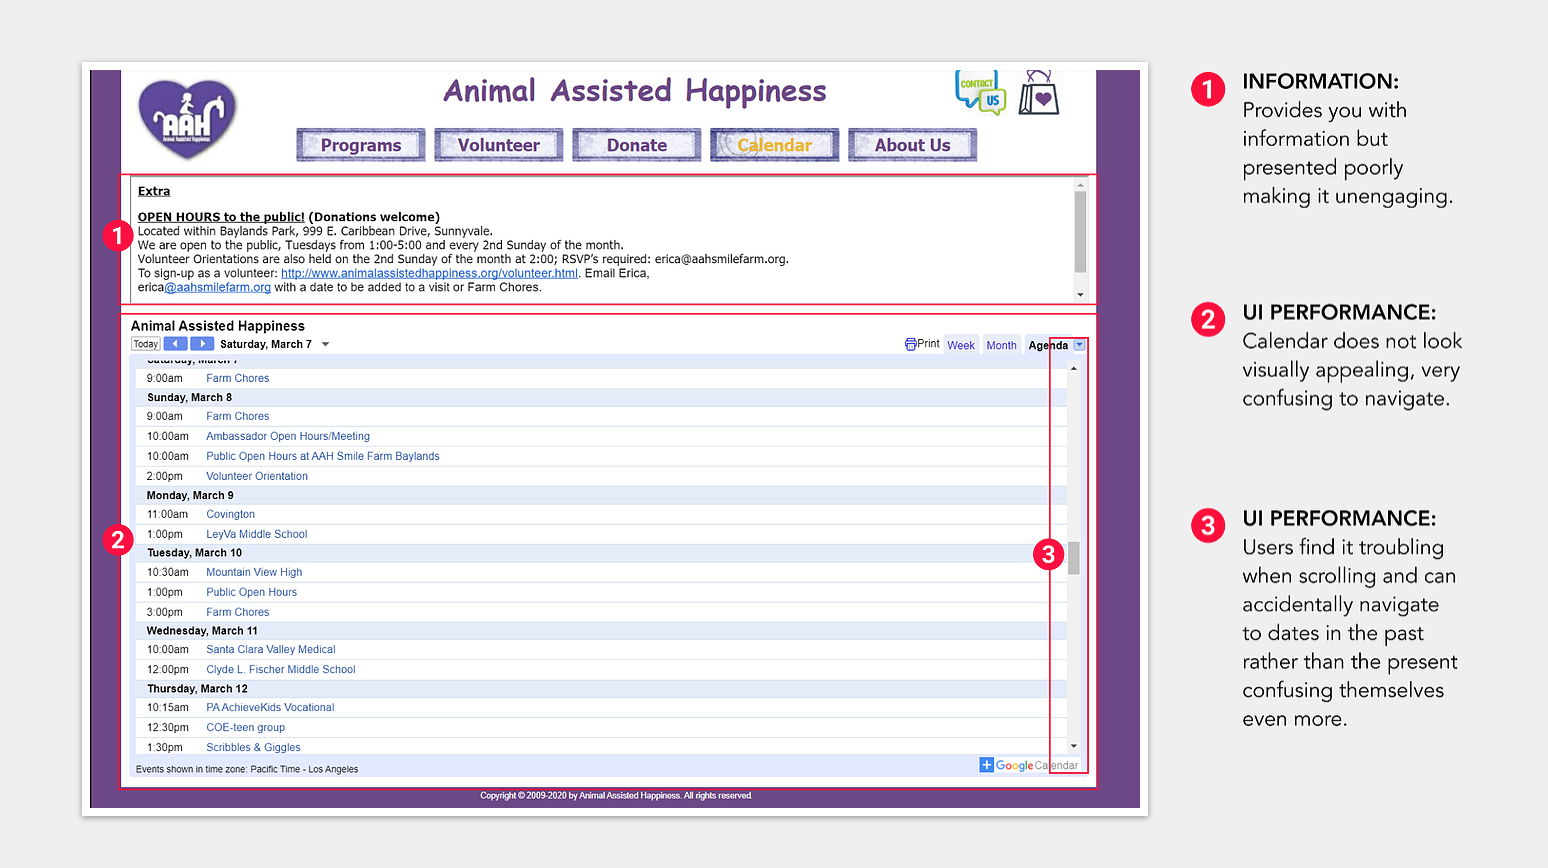 AAH
Animal Assisted Happiness
Animal Assisted Happiness
CONTACT
US
Programs
Volunteer
Donate
Calendar
About Us
Extra
OPEN HOURS to the public! (Donations welcome)
Located within Baylands Park, 999 E. Caribbean Drive, Sunnyvale.
We are open to the public, Tuesdays from 1:00-5:00 and every 2nd Sunday of the month.
Volunteer Orientations are also held on the 2nd Sunday of the month at 2:00; RSVP's required: erica@aahsmilefarm.org.
To sign-up as a volunteer: http://www.animalassistedhappiness.org/volunteer.html. Email Erica,
erica@aahsmilefarm.org with a date to be added to a visit or Farm Chores.
1
Animal Assisted Happiness
Today Saturday, March 7
Print Week Month Agenda
Saturday, March 7
9:00am Farm Chores
Sunday, March 8
9:00am Farm Chores
10:00am Ambassador Open Hours/Meeting
10:00am Public Open Hours at AAH Smile Farm Baylands
2:00pm Volunteer Orientation
Monday, March 9
11:00am Covington
1:00pm LeyVa Middle School
2
3
Tuesday, March 10
10:30am Mountain View High
1:00pm Public Open Hours
3:00pm Farm Chores
Wednesday, March 11
10:00am Santa Clara Valley Medical
12:00pm Clyde L. Fischer Middle School
Thursday, March 12
10:15am PA AchieveKids Vocational
12:30pm COE-teen group
1:30pm Scribbles & Giggles
Events shown in time zone: Pacific Time - Los Angeles
+ Google Calendar
Copyright © 2009-2020 by Animal Assisted Happiness. All rights reserved.
1
INFORMATION:
Provides you with
information but
presented poorly
making it unengaging.
2
UI PERFORMANCE:
Calendar does not look
visually appealing, very
confusing to navigate.
3
UI PERFORMANCE:
Users find it troubling
when scrolling and can
accidentally navigate
to dates in the past
rather than the present
confusing themselves
even more.